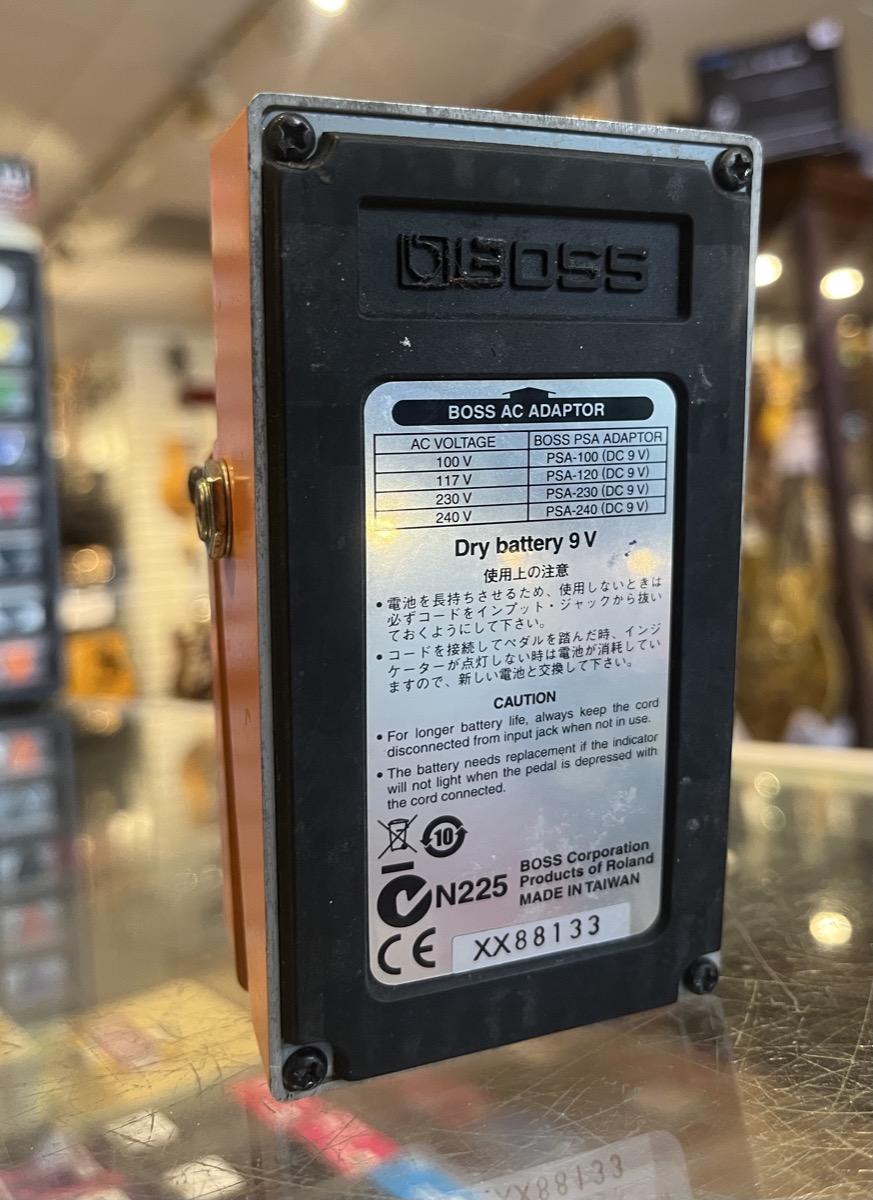 BOSS
BOSS AC ADAPTOR
AC VOLTAGE BOSS PSA ADAPTOR
100 V PSA-100 (DC 9 V)
117 V PSA-120 (DC 9 V)
230 V PSA-230 (DC 9 V)
240 V PSA-240 (DC 9 V)
Dry battery 9 V
使用上の注意
• 電池を長持ちさせるため、使用しないときは
必ずコードをインプット・ジャックから抜い
ておくようにして下さい。
• コードを接続してペダルを踏んだ時、インジ
ケーターが点灯しない時は電池が消耗してい
ますので、新しい電池と交換して下さい。
CAUTION
• For longer battery life, always keep the cord
disconnected from input jack when not in use.
• The battery needs replacement if the indicator
will not light when the pedal is depressed with
the cord connected.
10
N225
BOSS Corporation
Products of Roland
MADE IN TAIWAN
CE
XX88133
XX88133